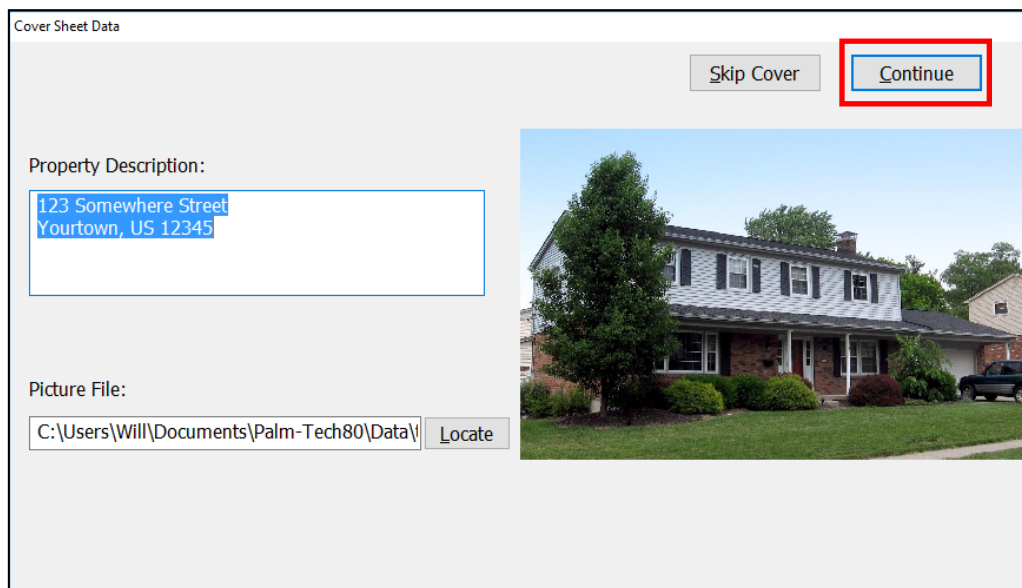 Cover Sheet Data
Skip Cover
Continue
Property Description:
123 Somewhere Street
Yourtown, US 12345
Picture File:
C:\Users\Will\Documents\Palm-Tech80\Data\
Locate